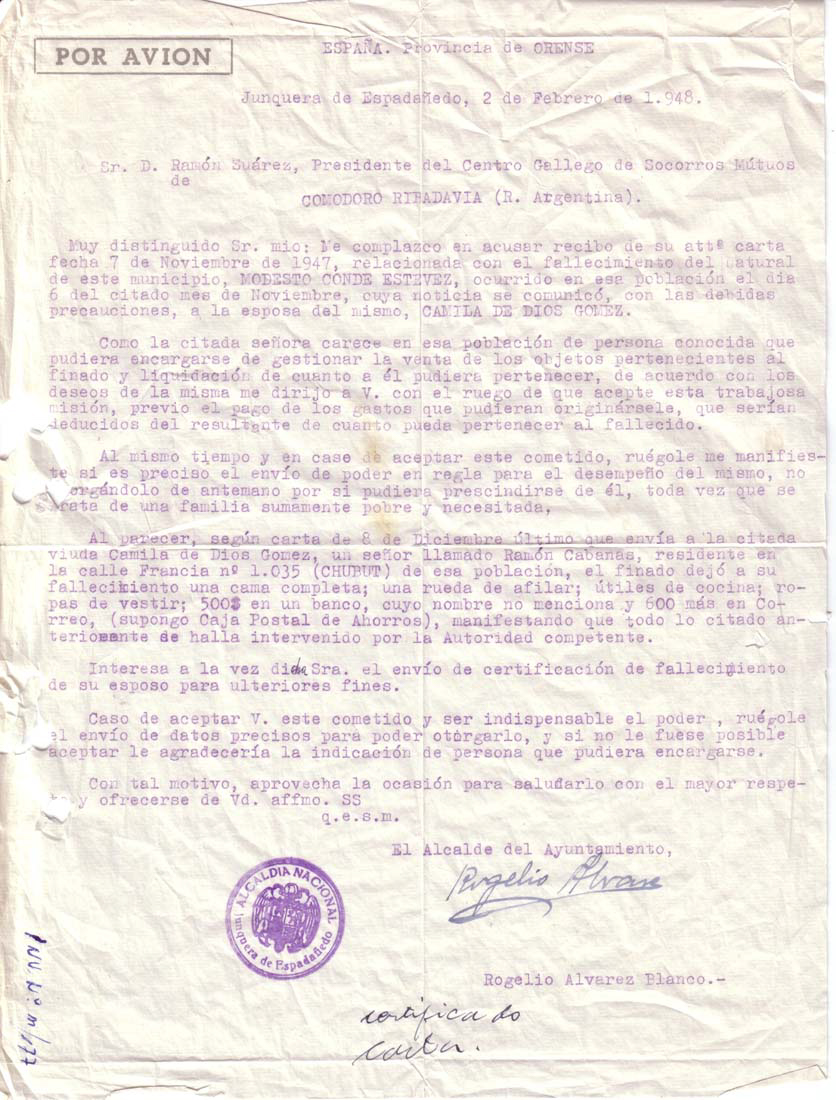 POR AVION
ESPAÑA. Provincia de ORENSE
Junquera de Espadañedo, 2 de Febrero de 1.948.
Sr. D. Ramón Suárez, Presidente del Centro Gallego de Socorros Mútuos
de
COMODORO RIBADAVIA (R. Argentina).
Muy distinguido Sr. mio: Me complazco en acusar recibo de su attª carta
fecha 7 de Noviembre de 1947, relacionada con el fallecimiento del natural
de este municipio, MODESTO CONDE ESTEVEZ, ocurrido en esa población el dia
6 del citado mes de Noviembre, cuya noticia se comunicó, con las debidas
precauciones, a la esposa del mismo, CAMILA DE DIOS GOMEZ.
Como la citada señora carece en esa población de persona conocida que
pudiera encargarse de gestionar la venta de los objetos pertenecientes al
finado y liquidación de cuanto a él pudiera pertenecer, de acuerdo con los
deseos de la misma me dirijo a V. con el ruego de que acepte esta trabajosa
misión, previo el pago de los gastos que pudieran originársele, que serían
deducidos del resultante de cuanto pueda pertenecer al fallecido.
Al mismo tiempo y en caso de aceptar este cometido, ruégole me manifies-
te si es preciso el envío de poder en regla para el desempeño del mismo, no
orgándolo de antemano por si pudiera prescindirse de él, toda vez que se
trata de una familia sumamente pobre y necesitada,
Al parecer, según carta de 8 de Diciembre último que envía a la citada
viuda Camila de Dios Gomez, un señor llamado Ramón Cabanas, residente en
la calle Francia nº 1.035 (CHUBUT) de esa población, el finado dejó a su
fallecimiento una cama completa; una rueda de afilar; útiles de cocina; ro-
pas de vestir; 500$ en un banco, cuyo nombre no menciona y 600 más en Co-
rreo, (supongo Caja Postal de Ahorros), manifestando que todo lo citado an-
teriomente se halla intervenido por la Autoridad competente.
Interesa a la vez dicha Sra. el envío de certificación de fallecimiento
de su esposo para ulteriores fines.
Caso de aceptar V. este cometido y ser indispensable el poder , ruégole
el envío de datos precisos para poder otorgarlo, y si no le fuese posible
aceptar le agradecería la indicación de persona que pudiera encargarse.
Con tal motivo, aprovecha la ocasión para saludarlo con el mayor respe-
to y ofrecerse de Vd. affmo. SS
q.e.s.m.
El Alcalde del Ayuntamiento,
Rogelio Alvarez
ALCALDIA NACIONAL
Junquera de Espadañedo
Rogelio Alvarez Blanco.-
certificado
carta.